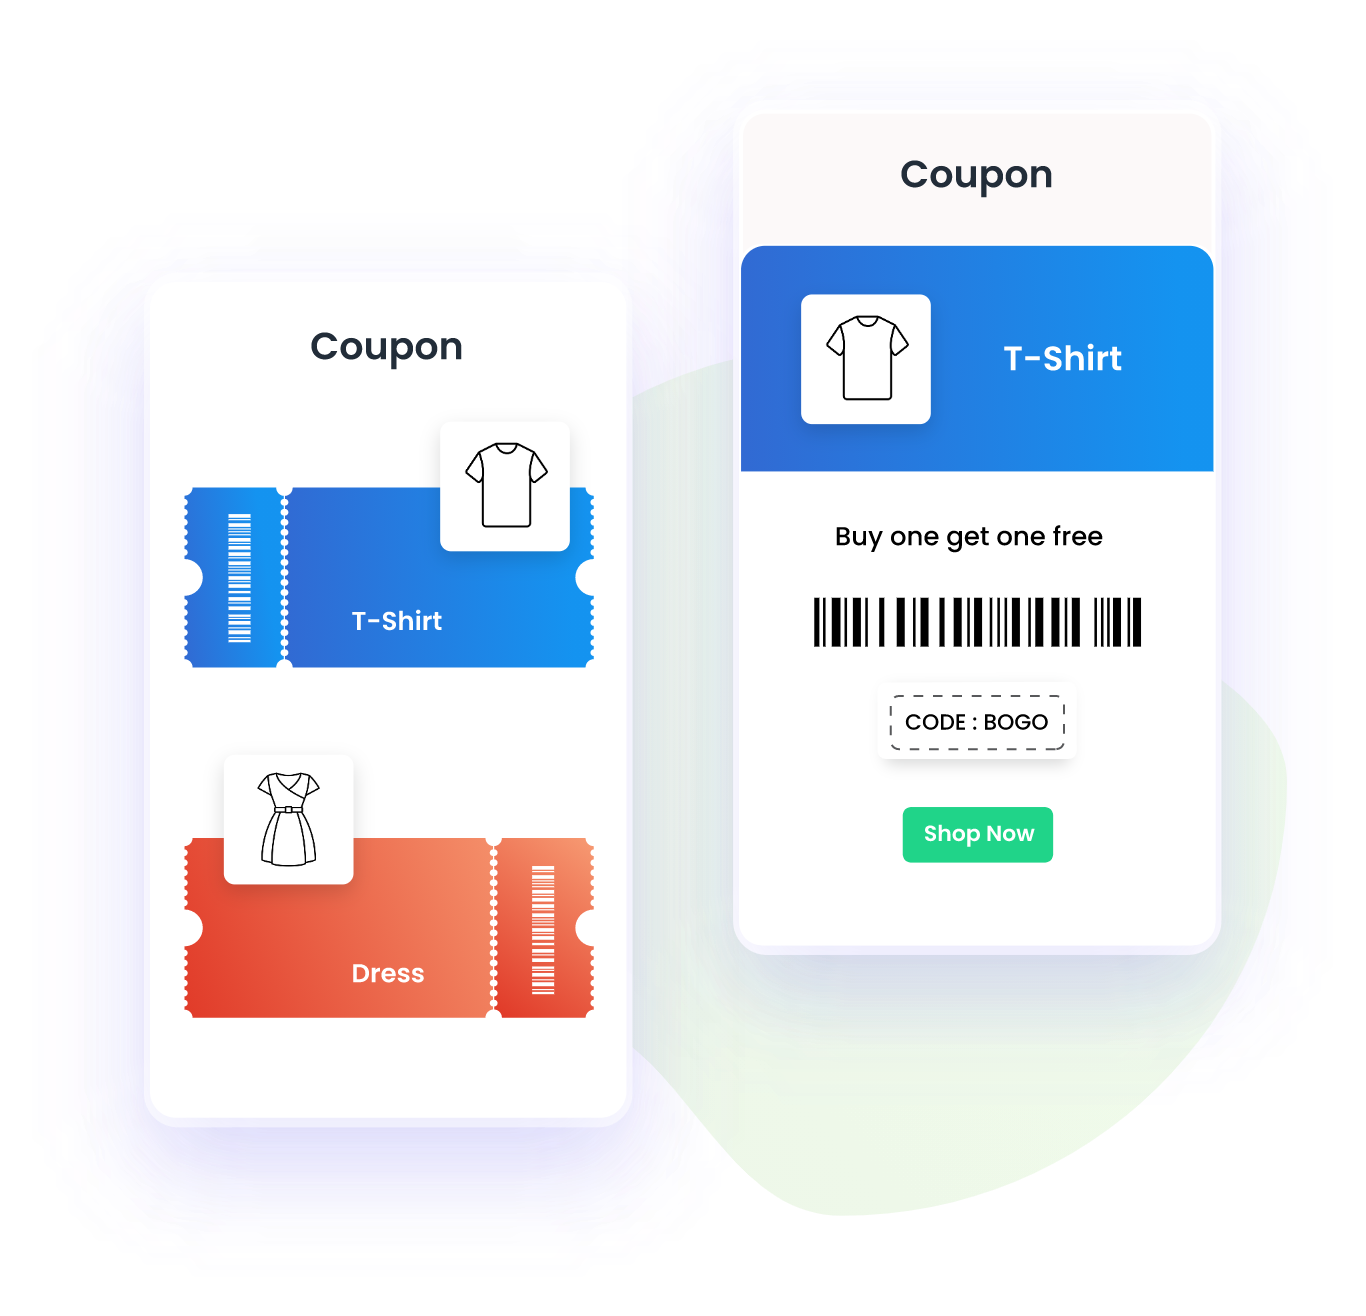 Coupon
T-Shirt
Dress
Coupon
T-Shirt
Buy one get one free
CODE : BOGO
Shop Now